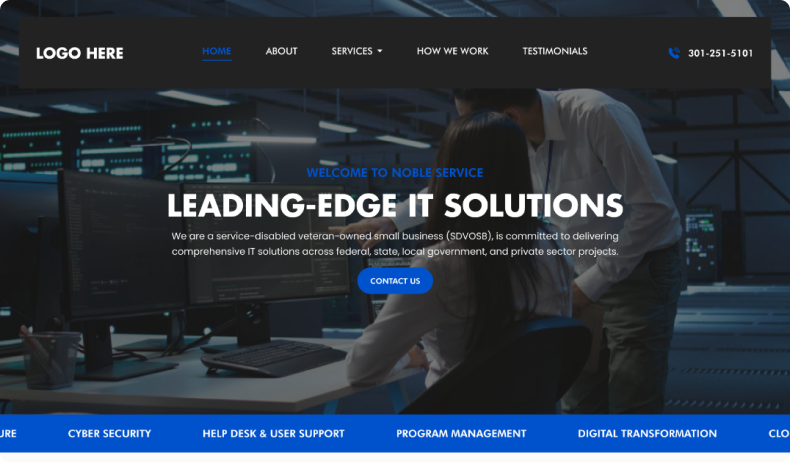 LOGO HERE
HOME
ABOUT
SERVICES
HOW WE WORK
TESTIMONIALS
301-251-5101
WELCOME TO NOBLE SERVICE
LEADING-EDGE IT SOLUTIONS
We are a service-disabled veteran-owned small business (SDVOSB), is committed to delivering
comprehensive IT solutions across federal, state, local government, and private sector projects.
CONTACT US
URE CYBER SECURITY HELP DESK & USER SUPPORT PROGRAM MANAGEMENT DIGITAL TRANSFORMATION CLO